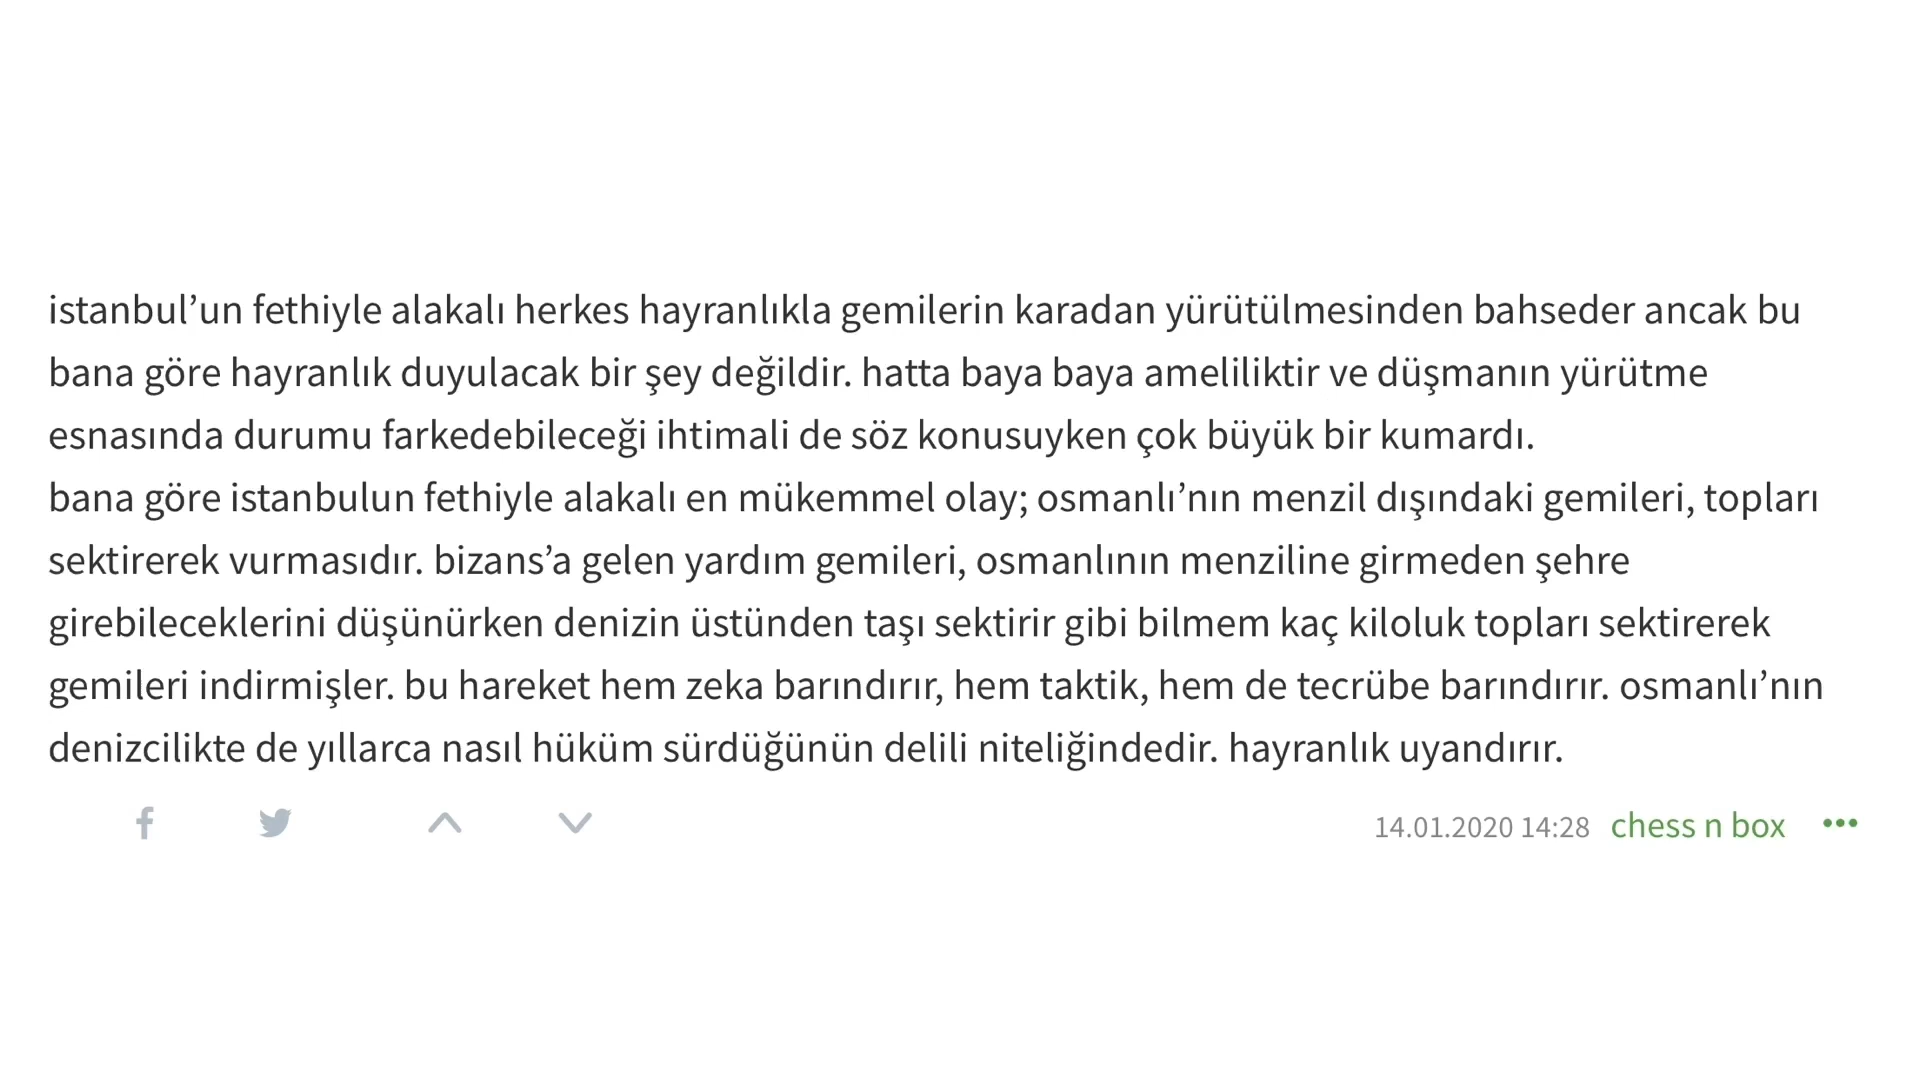 istanbul’un fethiyle alakalı herkes hayranlıkla gemilerin karadan yürütülmesinden bahseder ancak bu
bana göre hayranlık duyulacak bir şey değildir. hatta baya baya ameliliktir ve düşmanın yürütme
esnasında durumu farkedebileceği ihtimali de söz konusuyken çok büyük bir kumardı.
bana göre istanbulun fethiyle alakalı en mükemmel olay; osmanlı’nın menzil dışındaki gemileri, topları
sektirerek vurmasıdır. bizans’a gelen yardım gemileri, osmanlının menziline girmeden şehre
girebileceklerini düşünürken denizin üstünden taşı sektirir gibi bilmem kaç kiloluk topları sektirerek
gemileri indirmişler. bu hareket hem zeka barındırır, hem taktik, hem de tecrübe barındırır. osmanlı’nın
denizcilikte de yıllarca nasıl hüküm sürdüğünün delili niteliğindedir. hayranlık uyandırır.
14.01.2020 14:28 chess n box